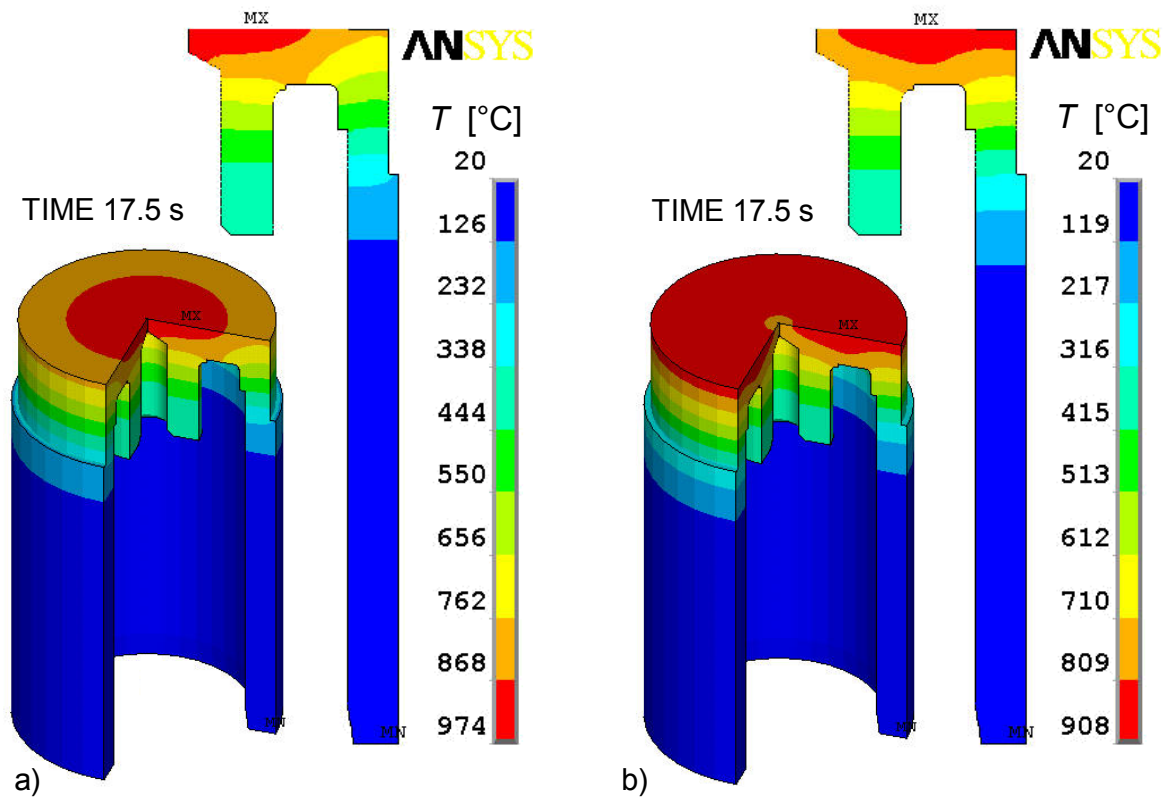 MX
ANSYS
T [°C]
20
126
232
338
444
550
656
762
868
974
TIME 17.5 s
MX
MN
MN
a)
MX
ANSYS
T [°C]
20
119
217
316
415
513
612
710
809
908
TIME 17.5 s
MX
MN
MN
b)